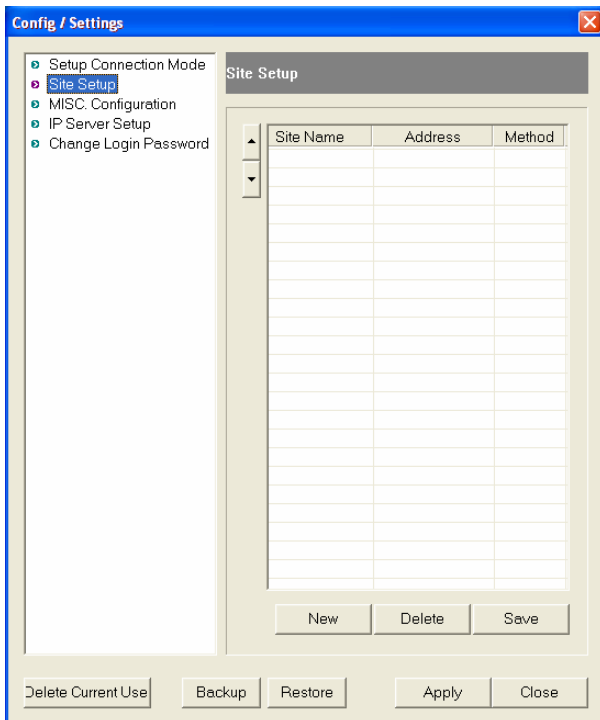 Config / Settings
Setup Connection Mode
Site Setup
MISC. Configuration
IP Server Setup
Change Login Password
Site Setup
Site Name Address Method
New Delete Save
Delete Current Use Backup Restore Apply Close